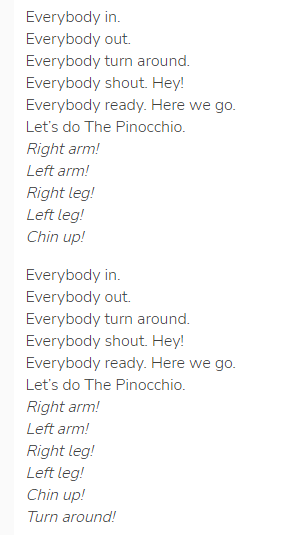 Everybody in.
Everybody out.
Everybody turn around.
Everybody shout. Hey!
Everybody ready. Here we go.
Let's do The Pinocchio.
Right arm!
Left arm!
Right leg!
Left leg!
Chin up!

Everybody in.
Everybody out.
Everybody turn around.
Everybody shout. Hey!
Everybody ready. Here we go.
Let's do The Pinocchio.
Right arm!
Left arm!
Right leg!
Left leg!
Chin up!
Turn around!